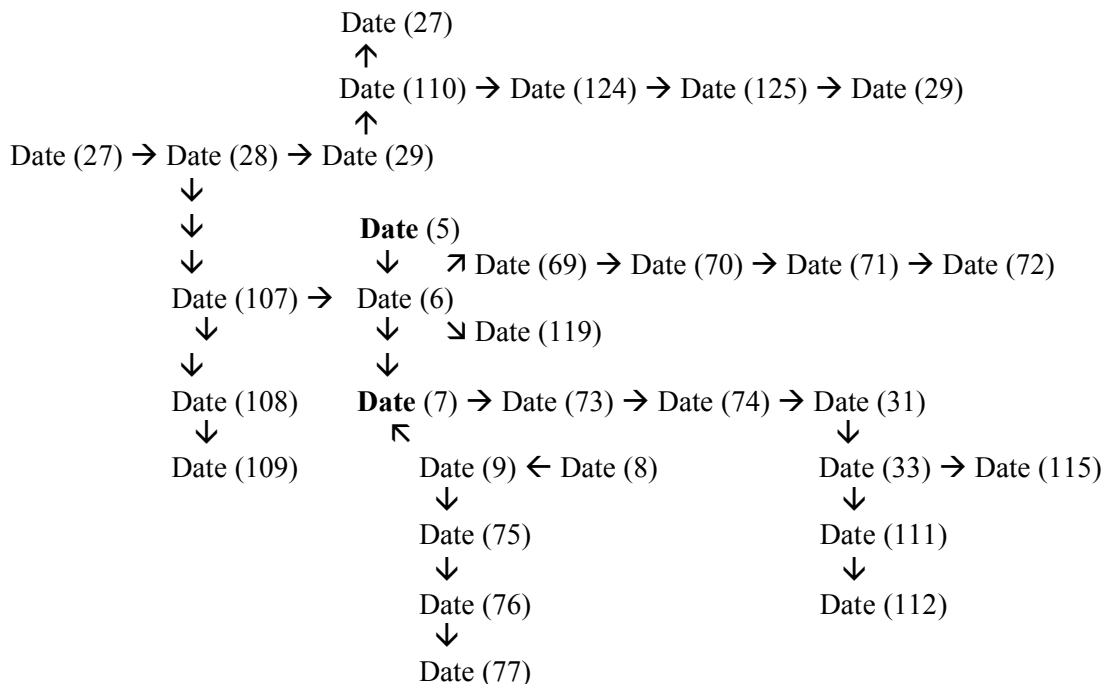 Date (27)
↑
Date (110) → Date (124) → Date (125) → Date (29)
↑
Date (27) → Date (28) → Date (29)
↓
↓ Date (5)
↓ ↓ ↗ Date (69) → Date (70) → Date (71) → Date (72)
Date (107) → Date (6)
↓ ↓ ↘ Date (119)
↓ ↓
Date (108) Date (7) → Date (73) → Date (74) → Date (31)
↓ ↖ ↓
Date (109) Date (9) ← Date (8) Date (33) → Date (115)
↓ ↓
Date (75) Date (111)
↓ ↓
Date (76) Date (112)
↓
Date (77)